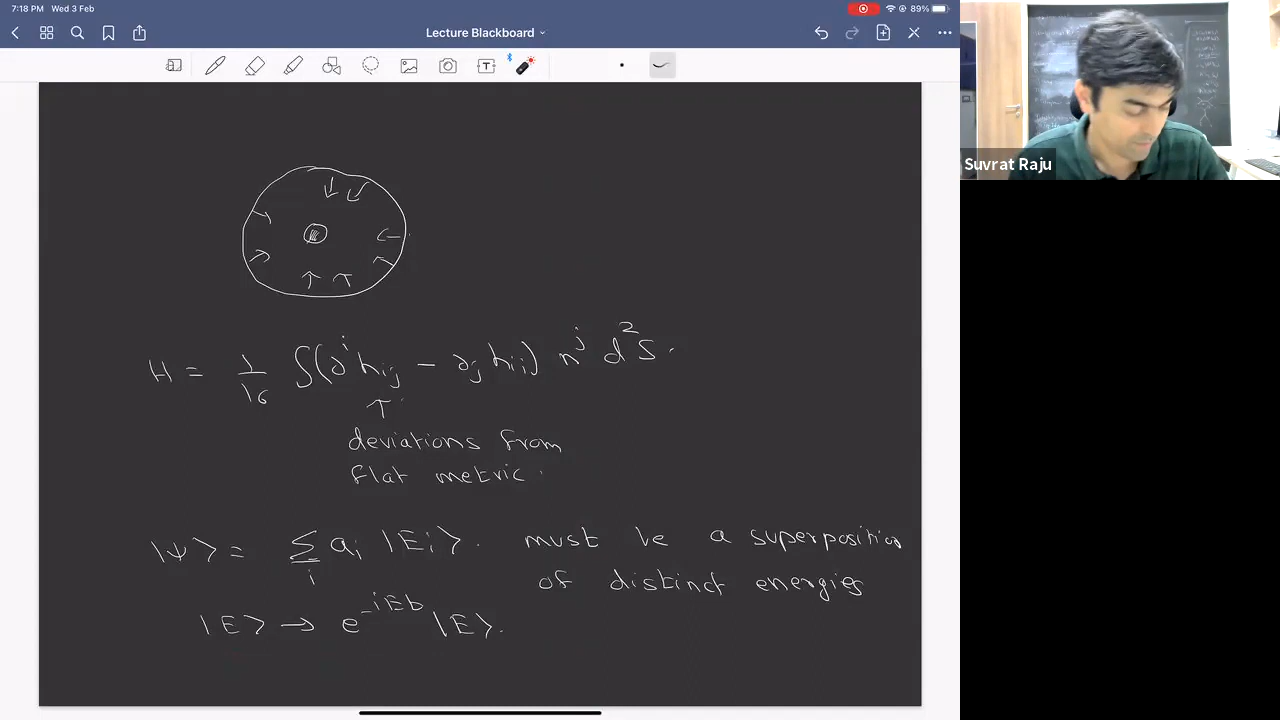 7:18 PM Wed 3 Feb
89%
Lecture Blackboard
T
Suvrat Raju
H = 1/16 ∫(∂^i h_ij − ∂_j h_ii) n^j d^2 S.
↑
deviations from
flat metric.
|ψ> = Σ_i a_i |E_i>. must be a superposition
of distinct energies
|E> → e^{-iEt} |E>.